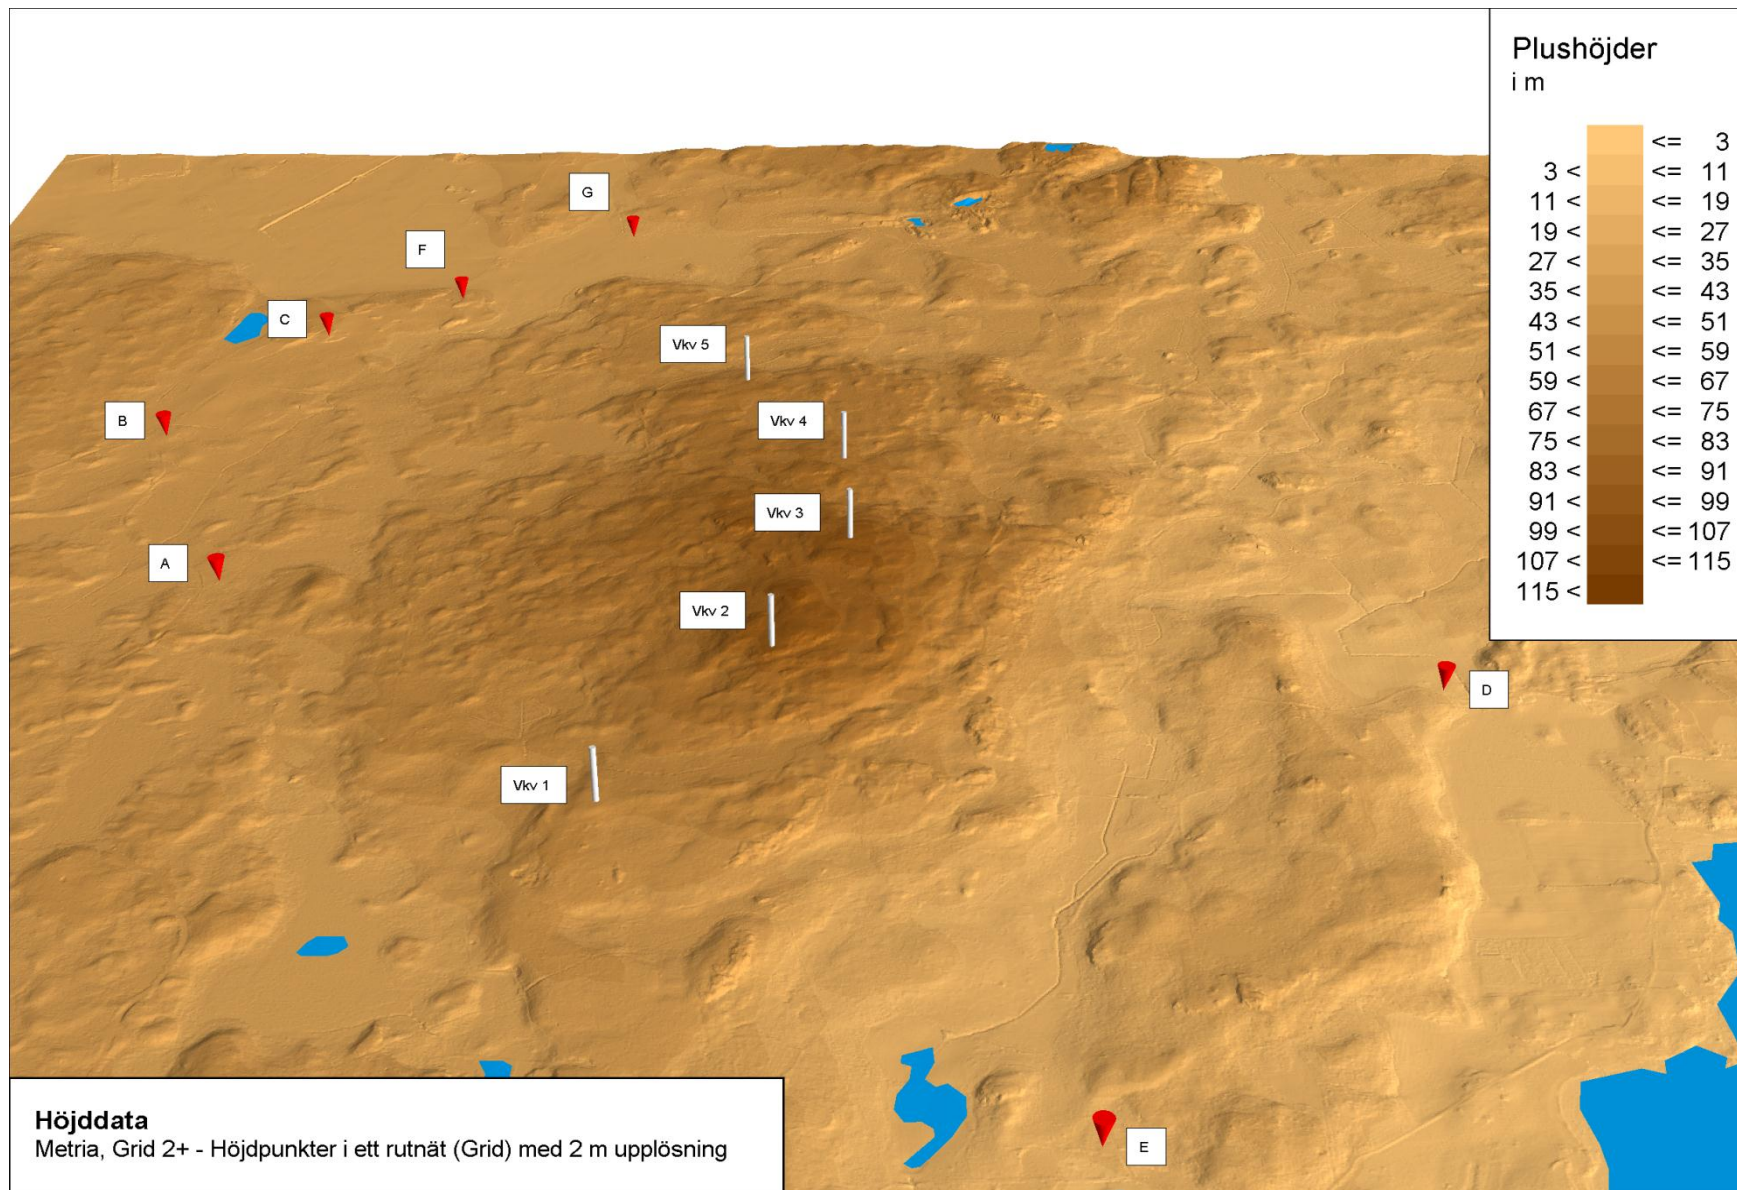 Plushöjder
i m
<= 3
3 < <= 11
11 < <= 19
19 < <= 27
27 < <= 35
35 < <= 43
43 < <= 51
51 < <= 59
59 < <= 67
67 < <= 75
75 < <= 83
83 < <= 91
91 < <= 99
99 < <= 107
107 < <= 115
115 <
G
F
C
Vkv 5
B
Vkv 4
Vkv 3
A
Vkv 2
D
Vkv 1
E
Höjddata
Metria, Grid 2+ - Höjdpunkter i ett rutnät (Grid) med 2 m upplösning